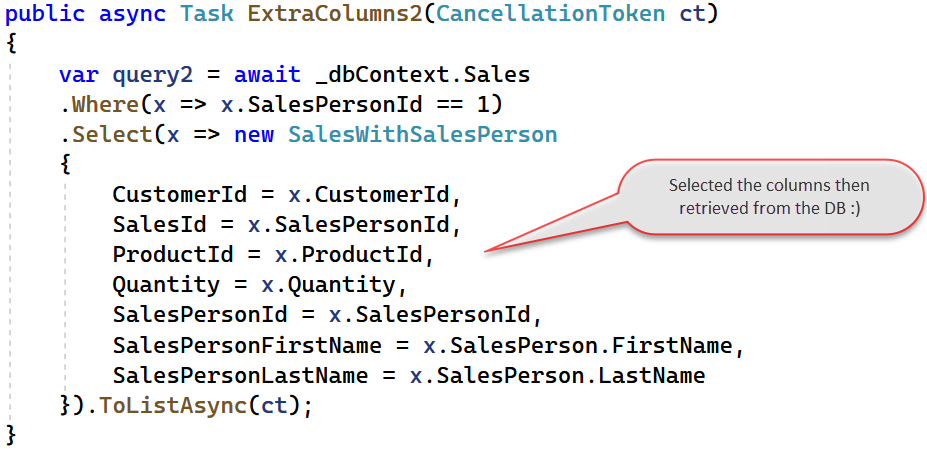 public async Task ExtraColumns2(CancellationToken ct)
{
var query2 = await _dbContext.Sales
.Where(x => x.SalesPersonId == 1)
.Select(x => new SalesWithSalesPerson
{
CustomerId = x.CustomerId,
SalesId = x.SalesPersonId,
ProductId = x.ProductId,
Quantity = x.Quantity,
SalesPersonId = x.SalesPersonId,
SalesPersonFirstName = x.SalesPerson.FirstName,
SalesPersonLastName = x.SalesPerson.LastName
}).ToListAsync(ct);
}
Selected the columns then
retrieved from the DB :)